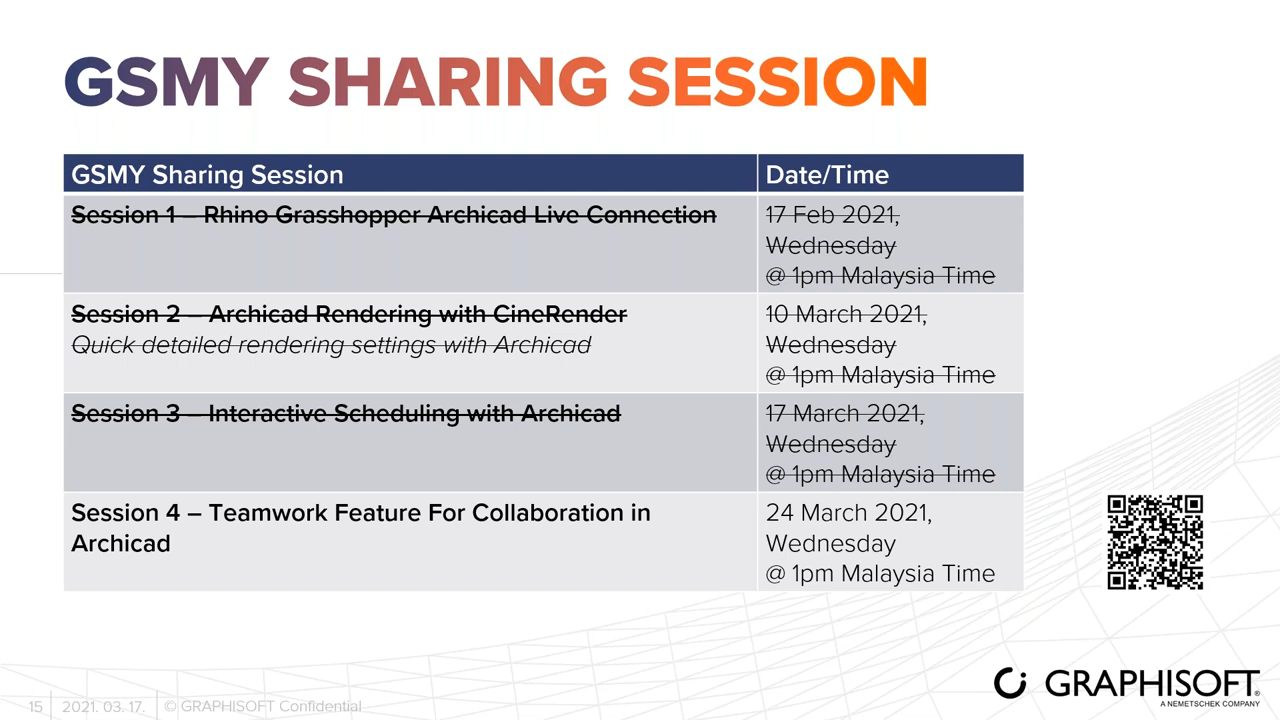 GSMY SHARING SESSION
GSMY Sharing Session
Date/Time
Session 1 – Rhino Grasshopper Archicad Live Connection
17 Feb 2021,
Wednesday
@ 1pm Malaysia Time
Session 2 – Archicad Rendering with CineRender
Quick detailed rendering settings with Archicad
10 March 2021,
Wednesday
@ 1pm Malaysia Time
Session 3 – Interactive Scheduling with Archicad
17 March 2021,
Wednesday
@ 1pm Malaysia Time
Session 4 – Teamwork Feature For Collaboration in
Archicad
24 March 2021,
Wednesday
@ 1pm Malaysia Time
GRAPHISOFT®
A NEMETSCHEK COMPANY
15
2021. 03. 17.
© GRAPHISOFT Confidential